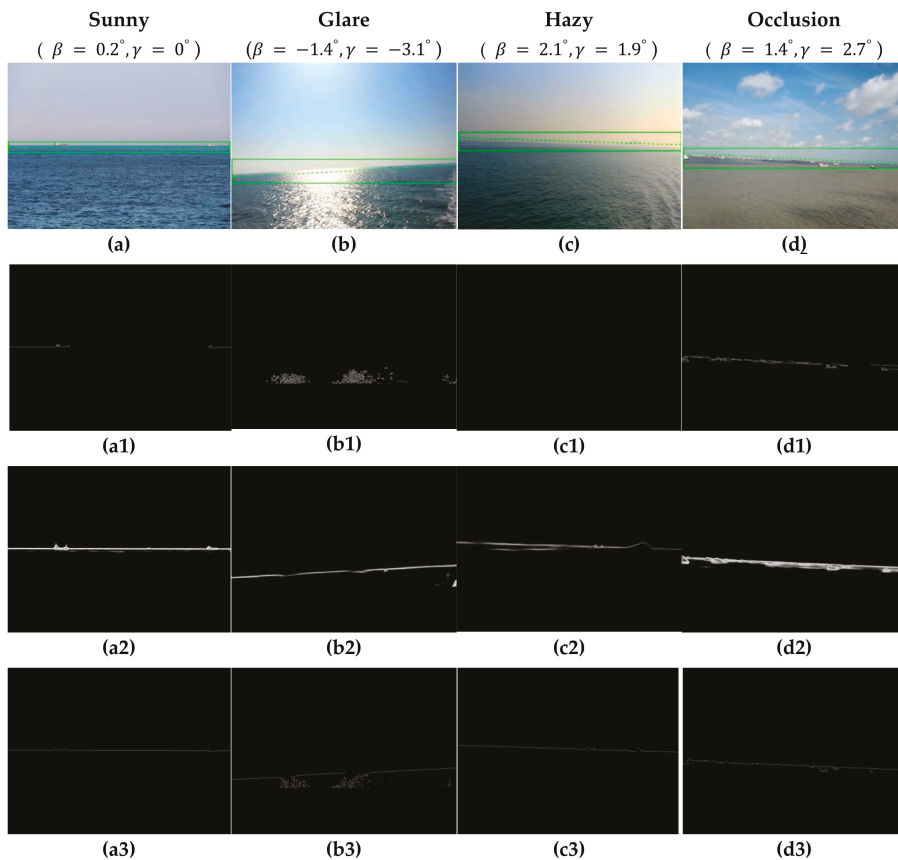 Sunny Glare Hazy Occlusion
( β = 0.2°, γ = 0° ) (β = −1.4°, γ = −3.1° ) ( β = 2.1°, γ = 1.9° ) ( β = 1.4°, γ = 2.7° )
(a) (b) (c) (d)
(a1) (b1) (c1) (d1)
(a2) (b2) (c2) (d2)
(a3) (b3) (c3) (d3)